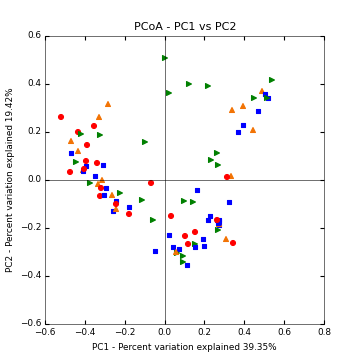 PCoA - PC1 vs PC2
0.6
0.4
0.2
0.0
−0.2
−0.4
−0.6
PC2 - Percent variation explained 19.42%
−0.6 −0.4 −0.2 0.0 0.2 0.4 0.6 0.8
PC1 - Percent variation explained 39.35%